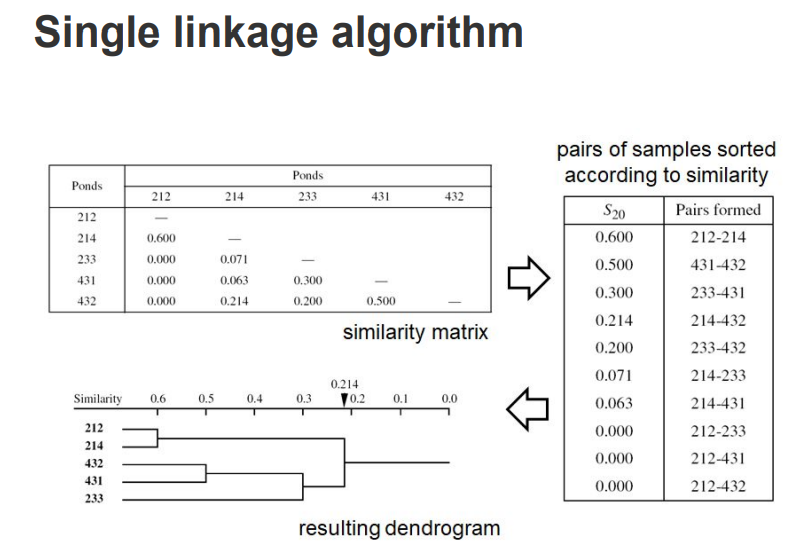 Single linkage algorithm
pairs of samples sorted
according to similarity
Ponds
Ponds
212 214 233 431 432
212 —
214 0.600 —
233 0.000 0.071 —
431 0.000 0.063 0.300 —
432 0.000 0.214 0.200 0.500 —
similarity matrix
S20 Pairs formed
0.600 212-214
0.500 431-432
0.300 233-431
0.214 214-432
0.200 233-432
0.071 214-233
0.063 214-431
0.000 212-233
0.000 212-431
0.000 212-432
0.214
Similarity 0.6 0.5 0.4 0.3 0.2 0.1 0.0
212
214
432
431
233
resulting dendrogram